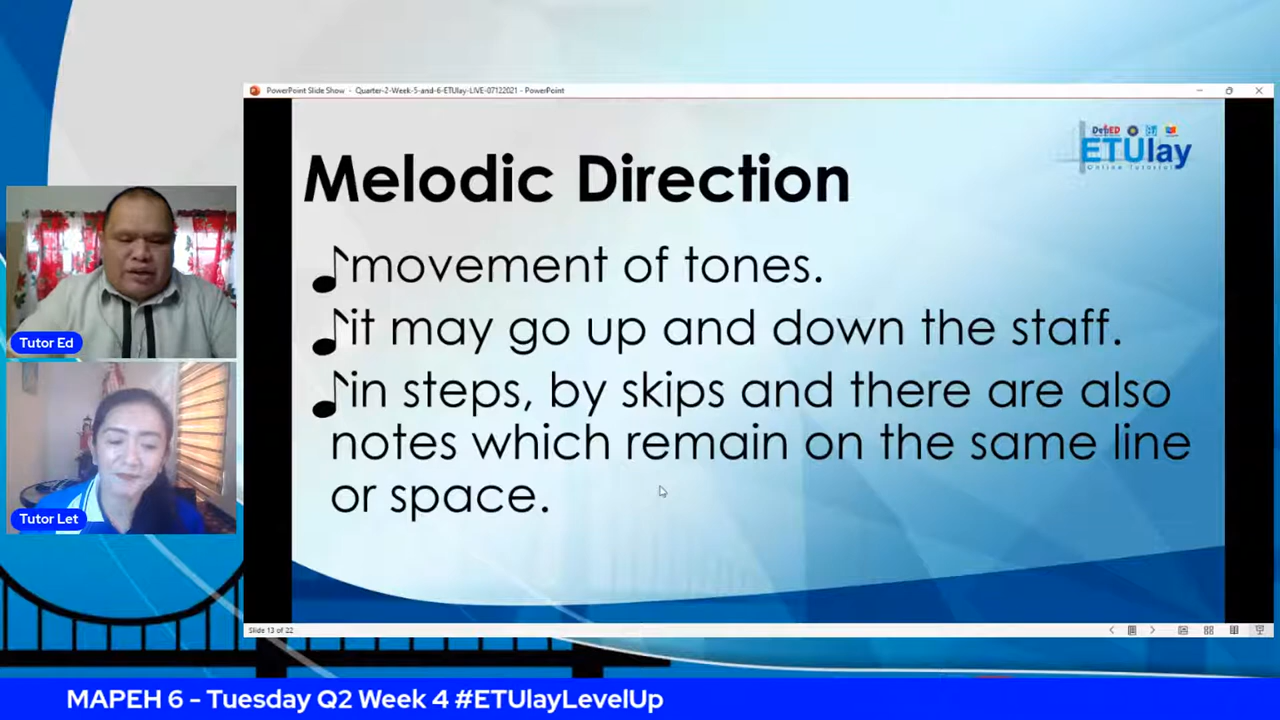 PowerPoint Slide Show - Quarter-2-Week-5-and-6-ETUlay-LIVE-07122021 - PowerPoint
DepED
ETUlay
Online Tutorial
Melodic Direction
movement of tones.
it may go up and down the staff.
in steps, by skips and there are also
notes which remain on the same line
or space.
Tutor Ed
Tutor Let
Slide 13 of 22
MAPEH 6 - Tuesday Q2 Week 4 #ETUlayLevelUp